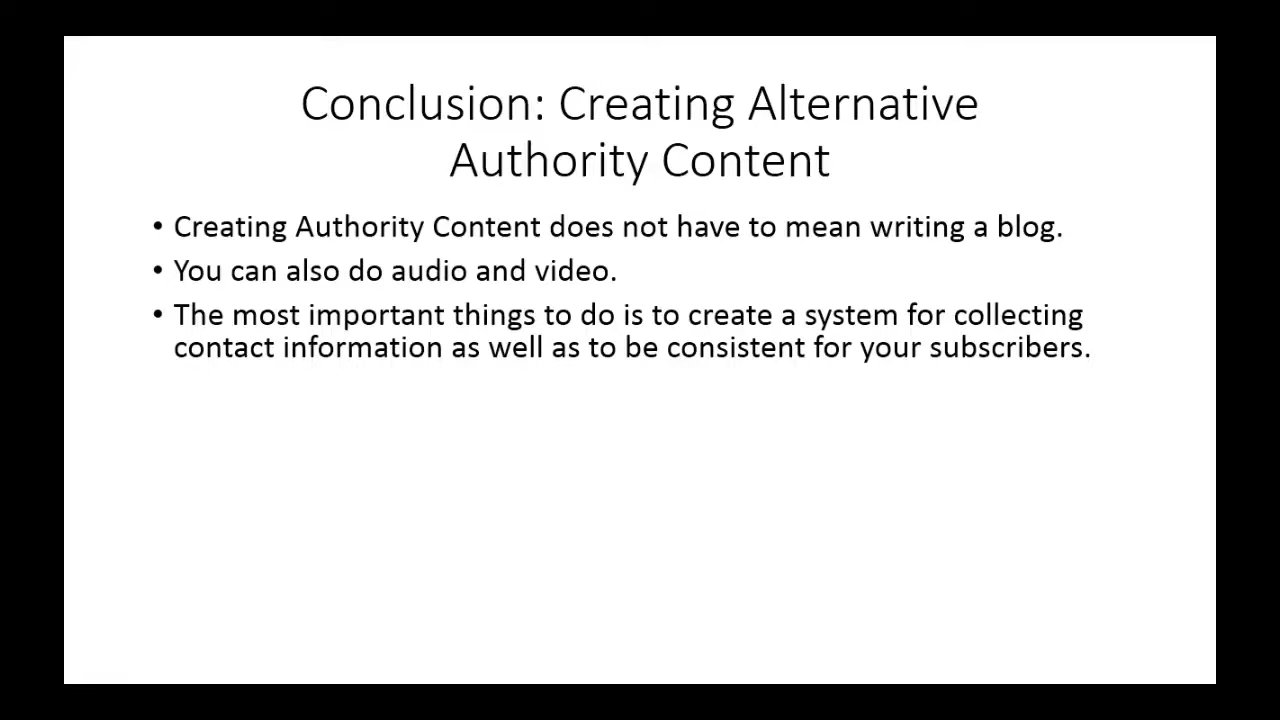 Conclusion: Creating Alternative
Authority Content
• Creating Authority Content does not have to mean writing a blog.
• You can also do audio and video.
• The most important things to do is to create a system for collecting
contact information as well as to be consistent for your subscribers.